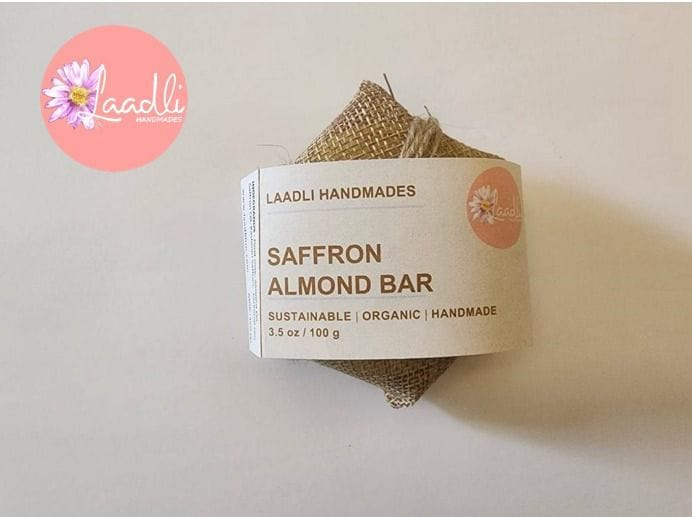 Laadli
HANDMADES
LAADLI HANDMADES
Laadli
SAFFRON
ALMOND BAR
SUSTAINABLE | ORGANIC | HANDMADE
3.5 oz / 100 g